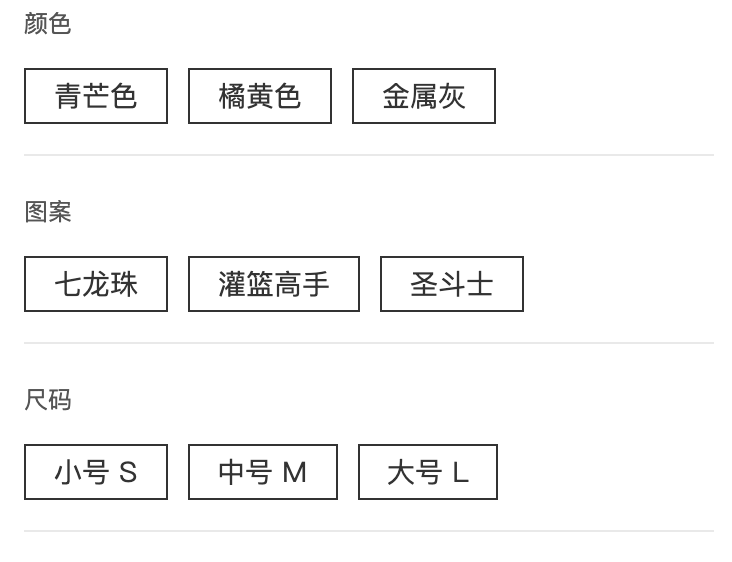 颜色
青芒色 橘黄色 金属灰
图案
七龙珠 灌篮高手 圣斗士
尺码
小号 S 中号 M 大号 L